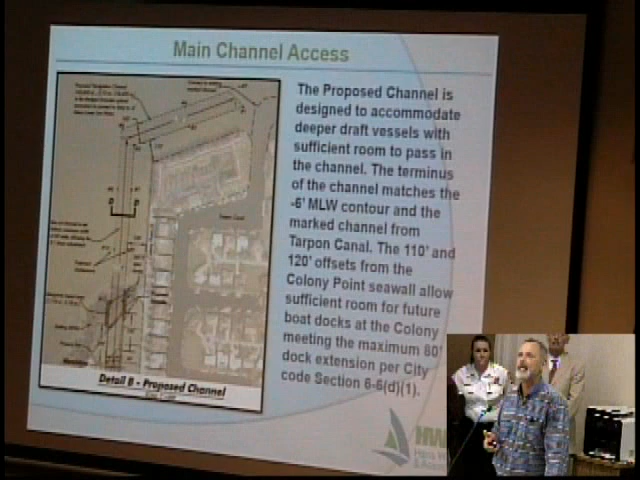 Main Channel Access
The Proposed Channel is
designed to accommodate
deeper draft vessels with
sufficient room to pass in
the channel. The terminus
of the channel matches the
-6' MLW contour and the
marked channel from
Tarpon Canal. The 110' and
120' offsets from the
Colony Point seawall allow
sufficient room for future
boat docks at the Colony
meeting the maximum 80'
dock extension per City
code Section 6-6(d)(1).
Detail B - Proposed Channel